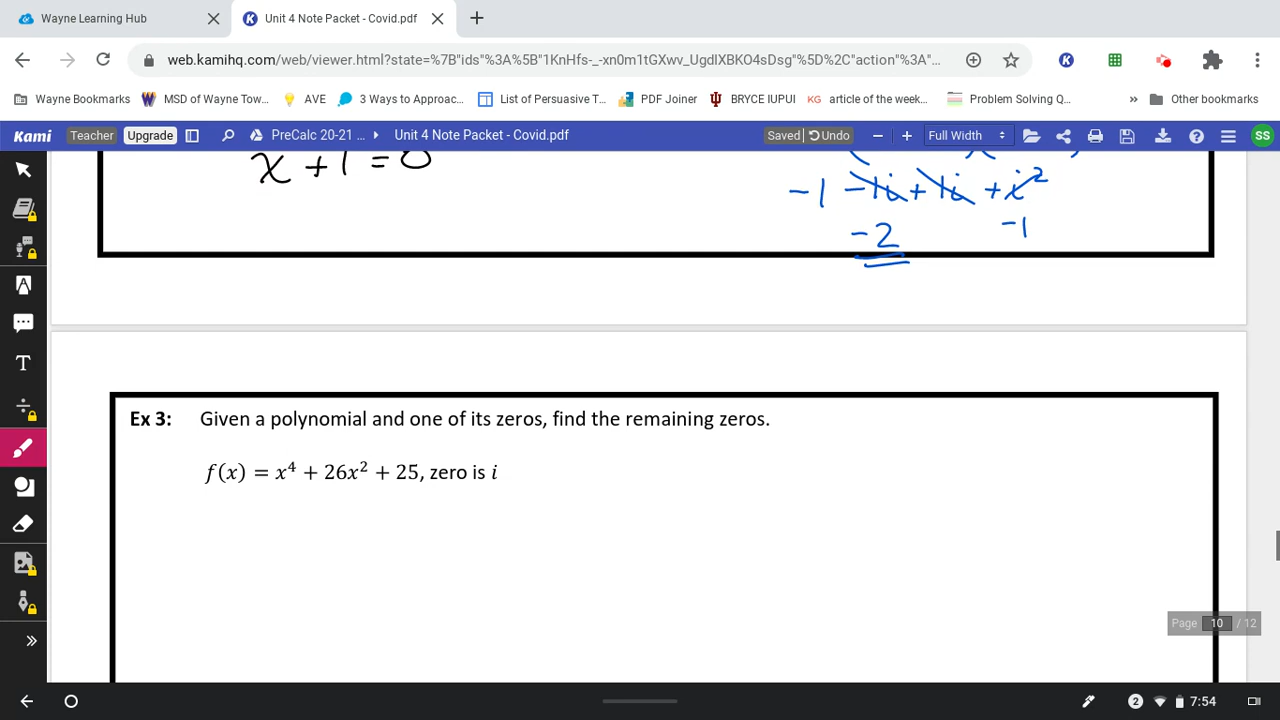 Wayne Learning Hub
Unit 4 Note Packet - Covid.pdf
web.kamihq.com/web/viewer.html?state=%7B"ids"%3A%5B"1KnHfs-_-xn0m1tGXwv_UgdIXBKO4sDsg"%5D%2C"action"%3A"...
Wayne Bookmarks
MSD of Wayne Tow...
AVE
3 Ways to Approac...
List of Persuasive T...
PDF Joiner
BRYCE IUPUI
KG article of the week...
Problem Solving Q...
»
Other bookmarks
Kami Teacher Upgrade
PreCalc 20-21 ...
Unit 4 Note Packet - Covid.pdf
Saved Undo
Full Width
SS
x + 1 = 0
-1 -1i + 1i + i²
-2 -1
Ex 3: Given a polynomial and one of its zeros, find the remaining zeros.
f(x) = x⁴ + 26x² + 25, zero is i
Page 10 / 12
2 7:54